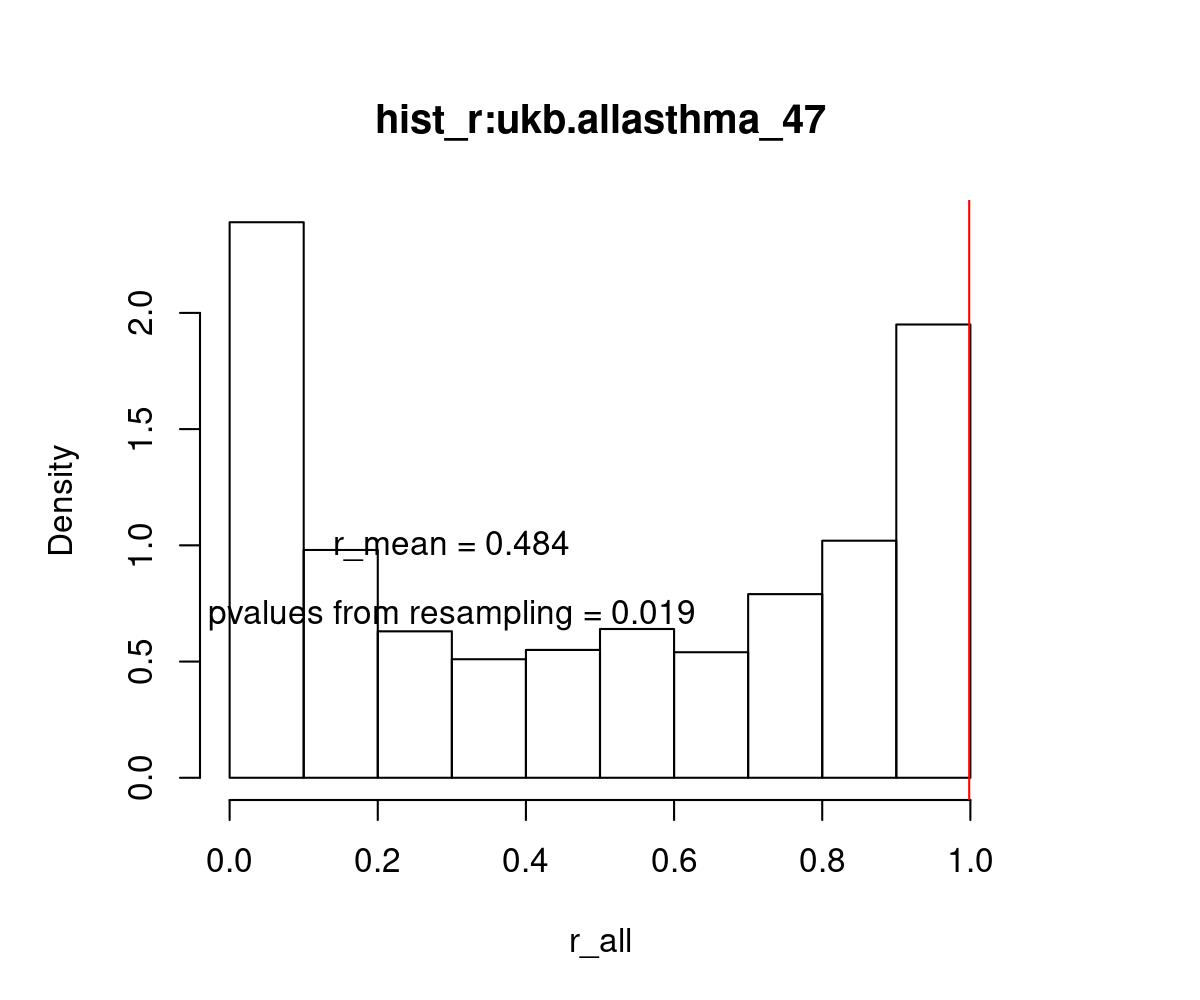 hist_r:ukb.allasthma_47
Density
2.0
1.5
1.0
0.5
0.0
r_mean = 0.484
pvalues from resampling = 0.019
0.0 0.2 0.4 0.6 0.8 1.0
r_all